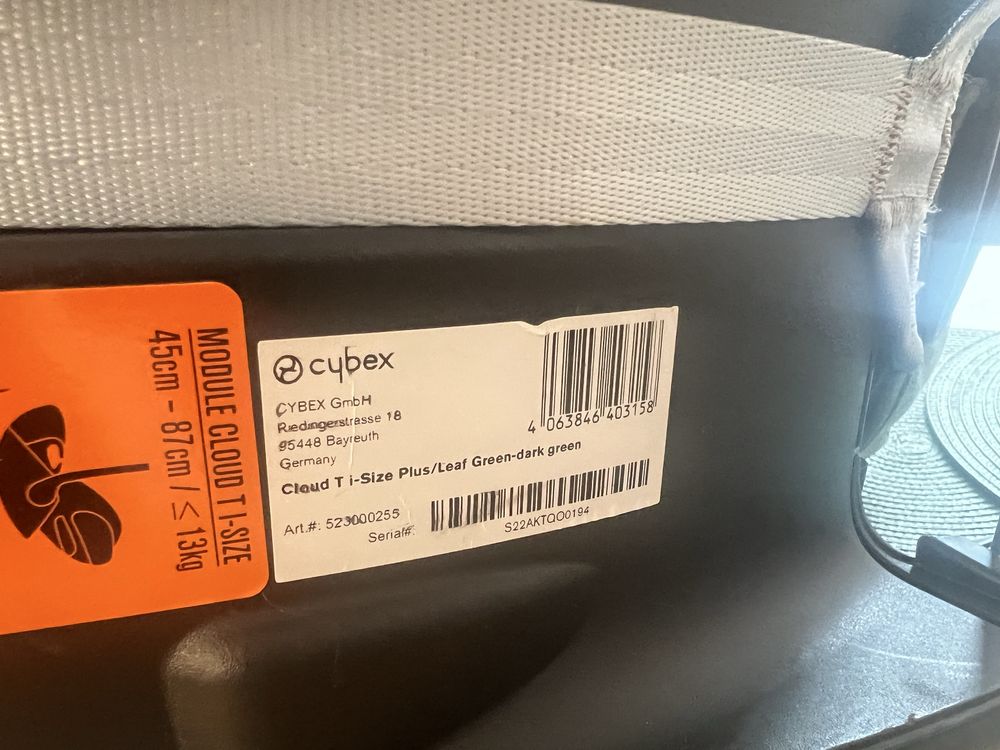 MODULE CLOUD T I-SIZE
45cm - 87cm / ≤ 13kg
cybex
CYBEX GmbH
Riedingerstrasse 18
95448 Bayreuth
Germany
4 063846 403158
Cloud T i-Size Plus/Leaf Green-dark green
Art.#: 523000255
Serial#:
S22AKTQO0194